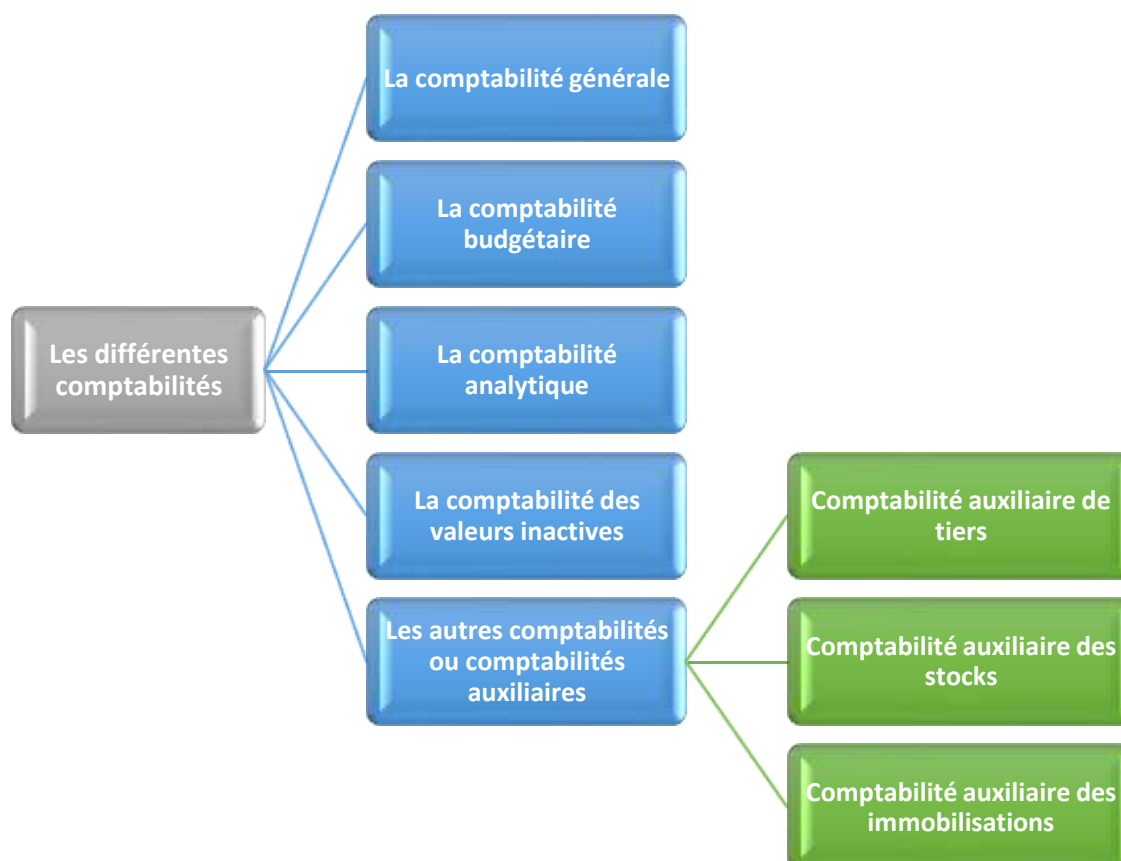 La comptabilité générale
La comptabilité
budgétaire
Les différentes
comptabilités
La comptabilité
analytique
La comptabilité des
valeurs inactives
Les autres comptabilités
ou comptabilités
auxiliaires
Comptabilité auxiliaire de
tiers
Comptabilité auxiliaire des
stocks
Comptabilité auxiliaire des
immobilisations